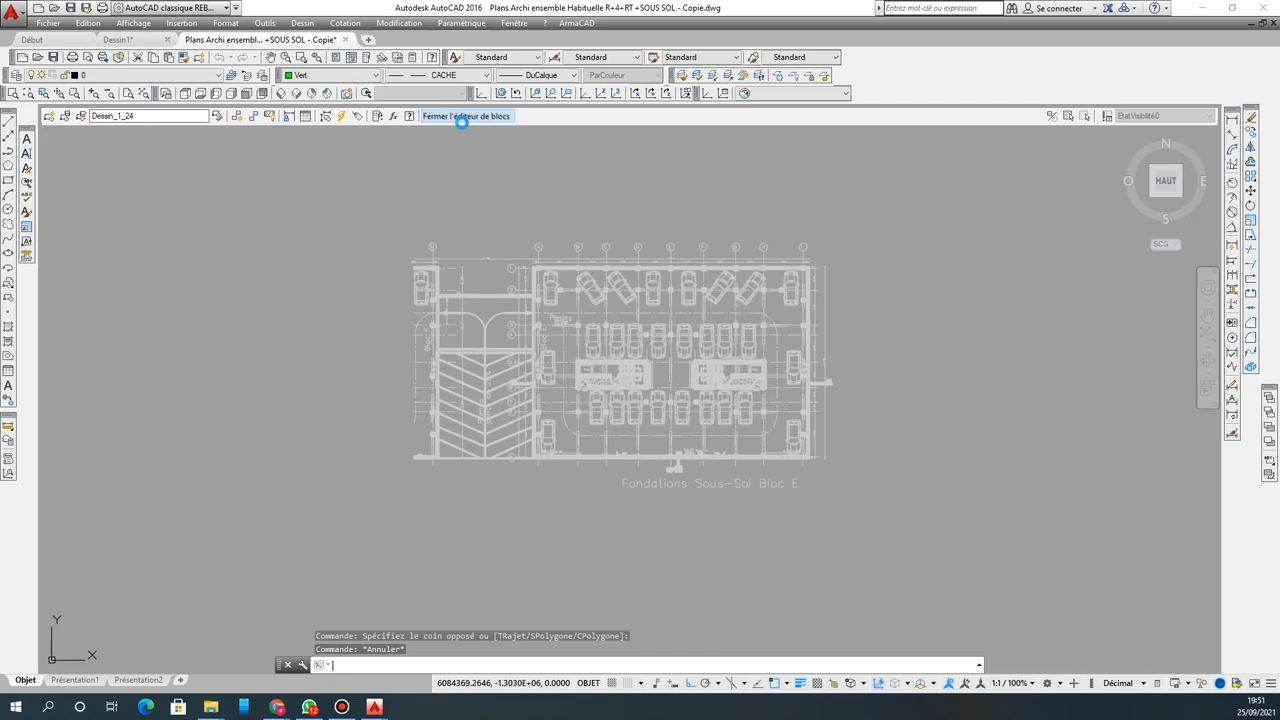 AutoCAD classique REB...
Autodesk AutoCAD 2016
Plans Archi ensemble Habituelle R+4+RT +SOUS SOL - Copie.dwg
Entrez mot-clé ou expression
Se connecter
Fichier
Edition
Affichage
Insertion
Format
Outils
Dessin
Cotation
Modification
Paramétrique
Fenêtre
?
ArmaCAD
Début
Dessin1*
Plans Archi ensembl... +SOUS SOL - Copie*
Standard
Standard
Standard
Standard
0
Vert
CACHE
DuCalque
ParCouleur
Dessin_1_24
Fermer l'éditeur de blocs
EtatVisibilité0
N
O
HAUT
E
S
SCG
Fondations Sous-Sol Bloc E
Y
X
Commande: Spécifiez le coin opposé ou [TRajet/SPolygone/CPolygone]:
Commande: *Annuler*
Objet
Présentation1
Présentation2
6084369.2646, -1.3030E+06, 0.0000
OBJET
1:1 / 100%
Décimal
12
19:51
25/09/2021